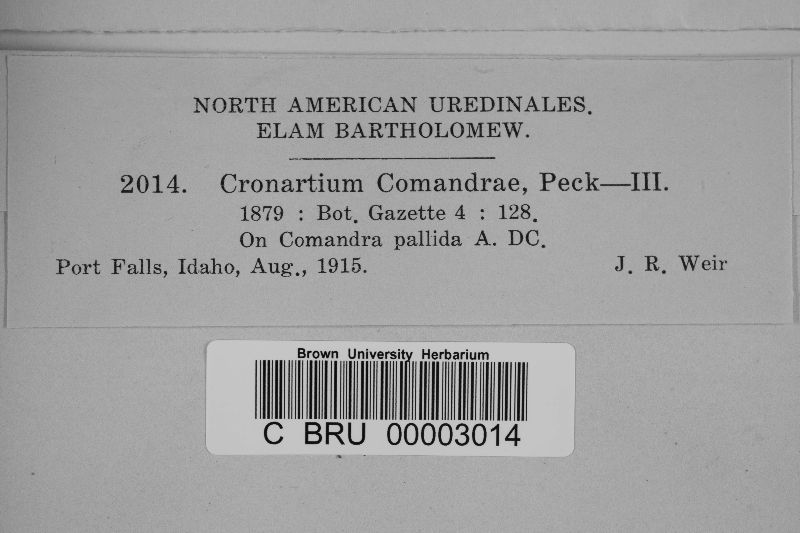 NORTH AMERICAN UREDINALES.
ELAM BARTHOLOMEW.
2014. Cronartium Comandrae, Peck—III.
1879 : Bot. Gazette 4 : 128.
On Comandra pallida A. DC.
Port Falls, Idaho, Aug., 1915. J. R. Weir
Brown University Herbarium
C BRU 00003014